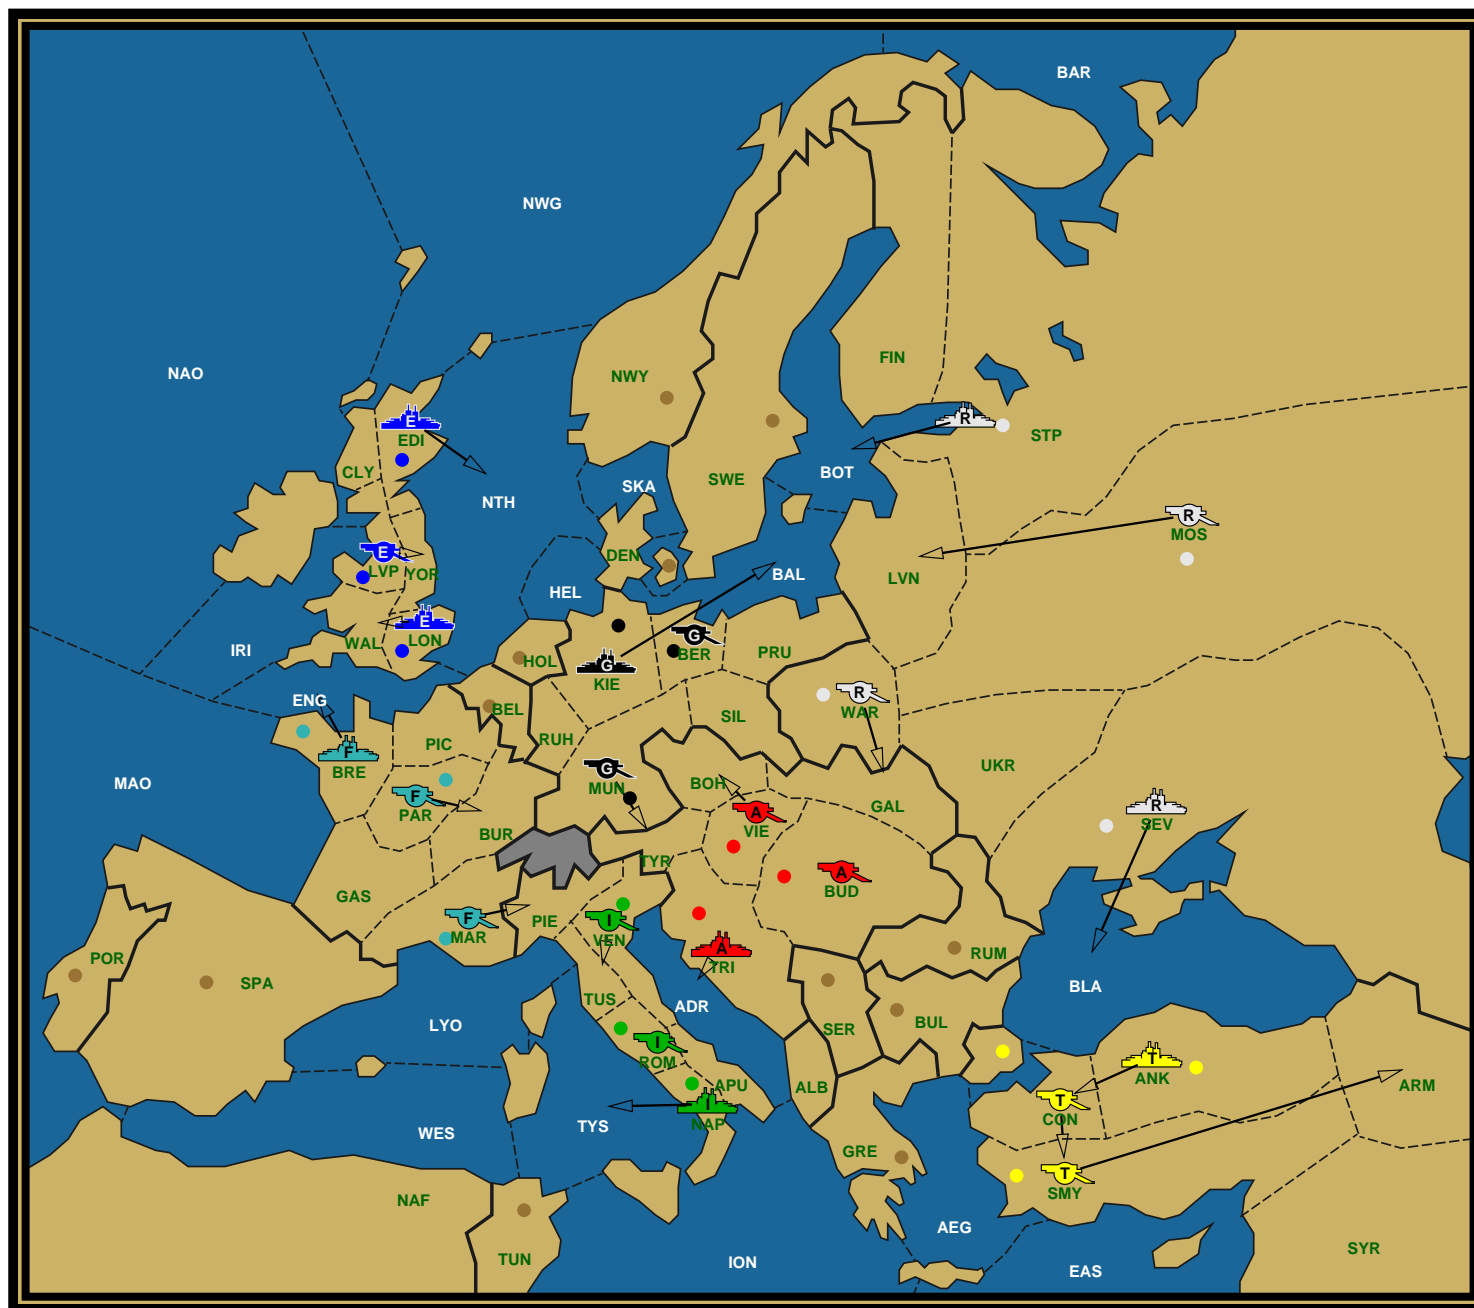 BAR
NWG
FIN
NAO
NWY
R
STP
E
EDI
BOT
CLY
SWE
SKA
NTH
R
MOS
E
LVP
YOR
DEN
BAL
LVN
HEL
E
LON
WAL
IRI
G
BER
PRU
HOL
G
KIE
R
WAR
ENG
BEL
SIL
PIC
RUH
F
BRE
UKR
MAO
G
MUN
BOH
F
PAR
A
VIE
GAL
R
SEV
BUR
TYR
A
BUD
GAS
F
MAR
PIE
I
VEN
A
TRI
RUM
POR
SPA
BLA
TUS
ADR
LYO
SER
BUL
I
ROM
T
ANK
ARM
APU
ALB
I
NAP
T
CON
WES
TYS
GRE
T
SMY
NAF
AEG
SYR
TUN
ION
EAS